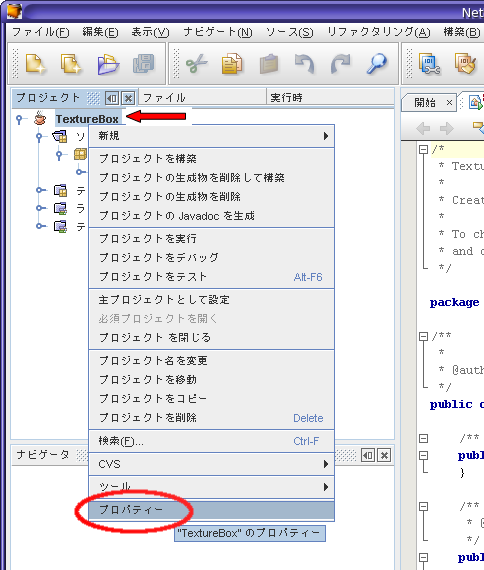 Net
ファイル(F) 編集(E) 表示(V) ナビゲート(N) ソース(S) リファクタリング(A) 構築(B)
プロジェクト ファイル 実行時
開始
TextureBox
ソ
テ
ラ
テ
新規
プロジェクトを構築
プロジェクトの生成物を削除して構築
プロジェクトの生成物を削除
プロジェクトの Javadoc を生成
プロジェクトを実行
プロジェクトをデバッグ
プロジェクトをテスト Alt-F6
主プロジェクトとして設定
必須プロジェクトを開く
プロジェクト を閉じる
プロジェクト名を変更
プロジェクトを移動
プロジェクトをコピー
プロジェクトを削除 Delete
検索(F)... Ctrl-F
CVS
ツール
プロパティー
"TextureBox" のプロパティー
ナビゲータ
/*
* Textu
*
* Creat
*
* To ch
* and o
*/
package
/**
*
* @auth
*/
public c
/**
publ
}
/**
* @
*/
publ